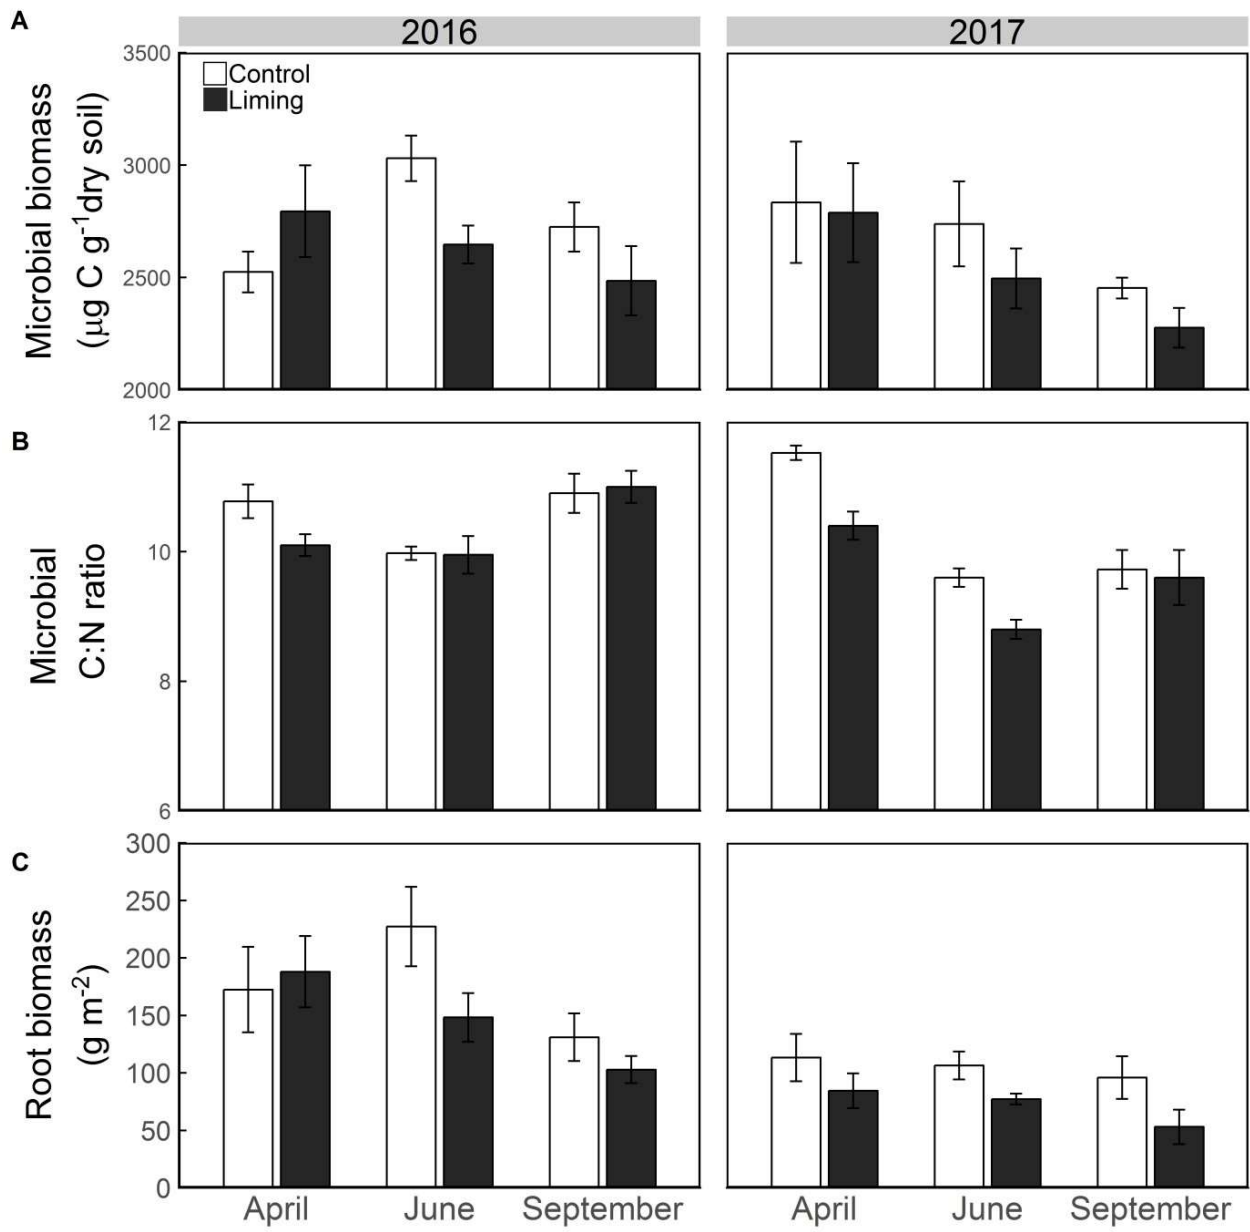 A
2016
2017
Microbial biomass
(μg C g⁻¹dry soil)
3500
3000
2500
2000
Control
Liming
B
Microbial
C:N ratio
12
10
8
6
C
Root biomass
(g m⁻²)
300
250
200
150
100
50
0
April June September April June September